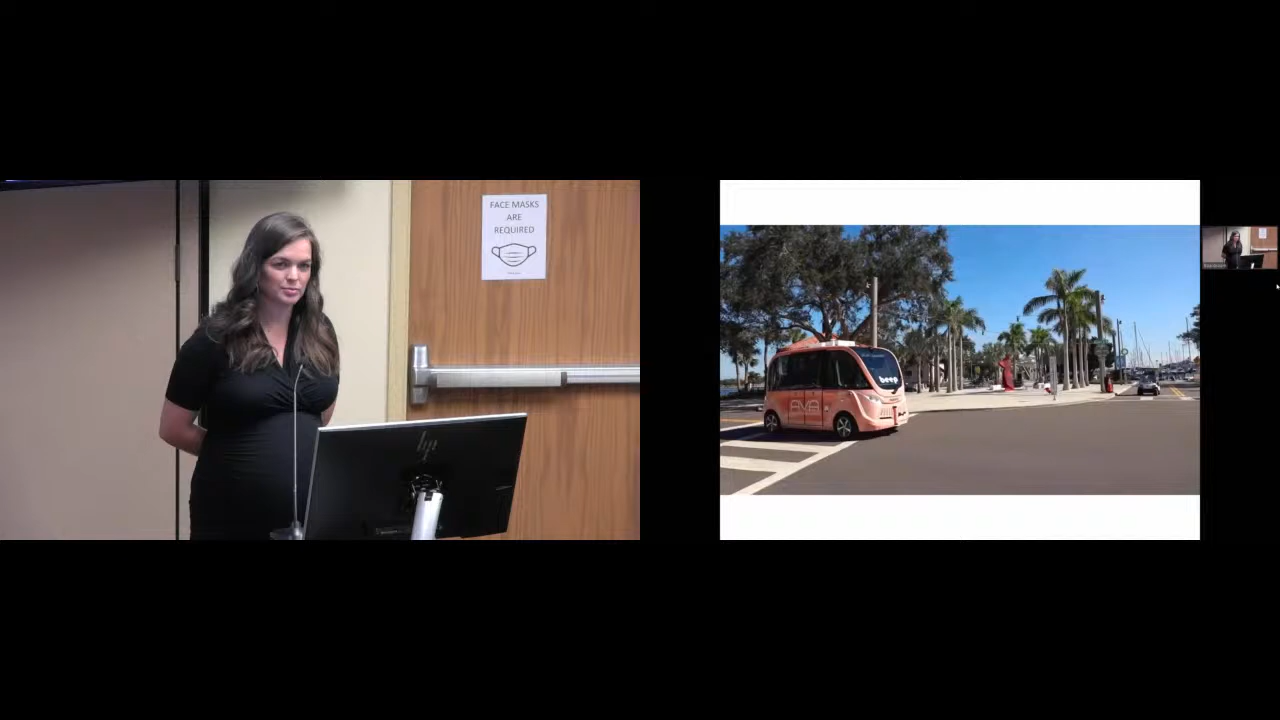 FACE MASKS
ARE
REQUIRED
hp
beep
AVA